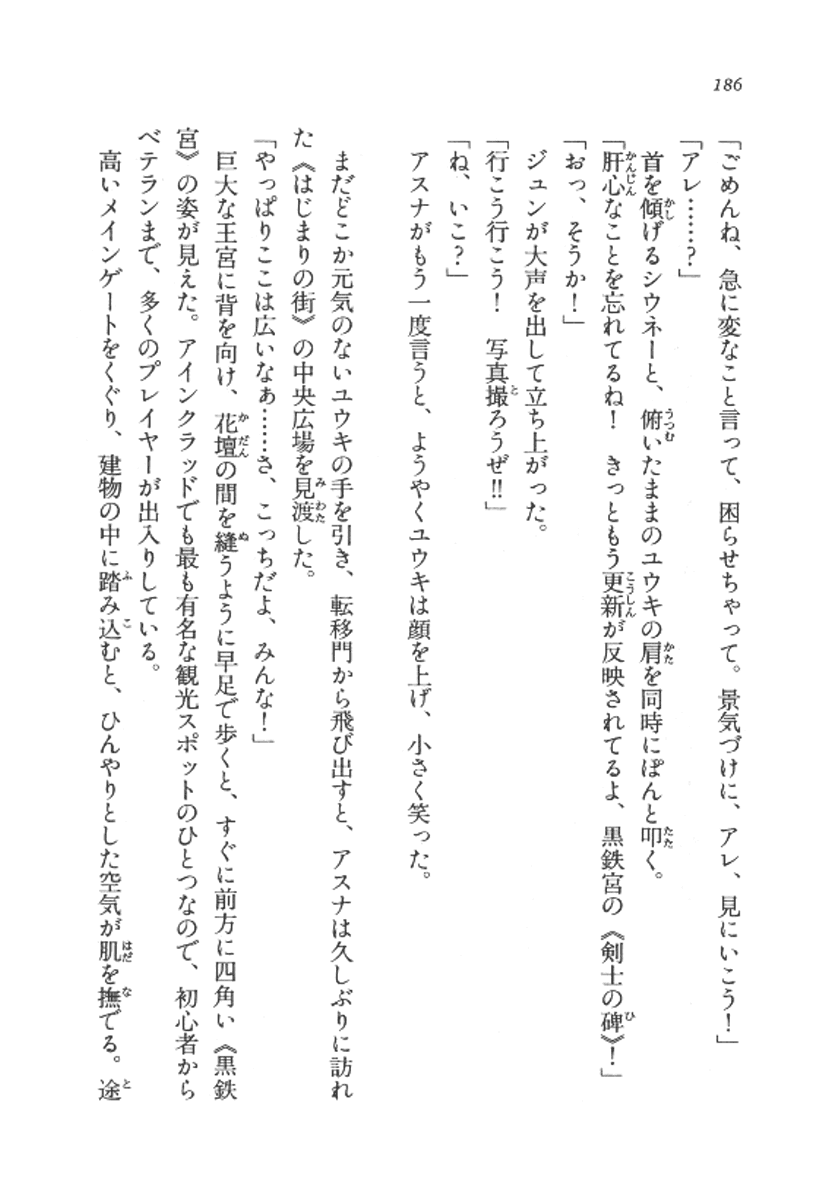 186
「ごめんね、急に変なこと言って、困らせちゃって。景気づけに、アレ、見にいこう！」
「アレ……？」
首を傾げるシウネーと、俯いたままのユウキの肩を同時にぽんと叩く。
「肝心なことを忘れてるね！　きっともう更新が反映されてるよ、黒鉄宮の《剣士の碑》！」
「おっ、そうか！」
ジュンが大声を出して立ち上がった。
「行こう行こう！　写真撮ろうぜ!!」
「ね、いこ？」
アスナがもう一度言うと、ようやくユウキは顔を上げ、小さく笑った。
まだどこか元気のないユウキの手を引き、転移門から飛び出すと、アスナは久しぶりに訪れ
た《はじまりの街》の中央広場を見渡した。
「やっぱりここは広いなぁ……さ、こっちだよ、みんな！」
巨大な王宮に背を向け、花壇の間を縫うように早足で歩くと、すぐに前方に四角い《黒鉄
宮》の姿が見えた。アインクラッドでも最も有名な観光スポットのひとつなので、初心者から
ベテランまで、多くのプレイヤーが出入りしている。
高いメインゲートをくぐり、建物の中に踏み込むと、ひんやりとした空気が肌を撫でる。途